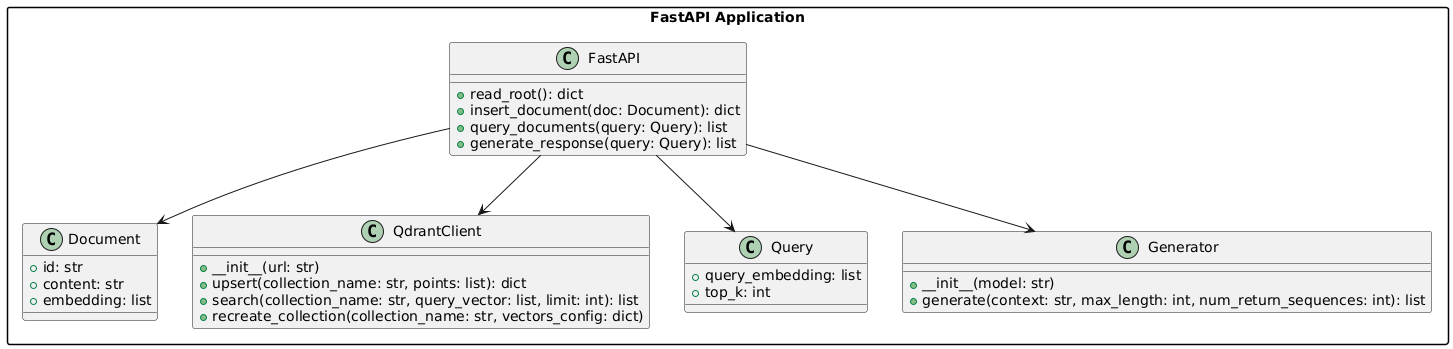 FastAPI Application
C FastAPI
read_root(): dict
insert_document(doc: Document): dict
query_documents(query: Query): list
generate_response(query: Query): list
C Document
id: str
content: str
embedding: list
C QdrantClient
__init__(url: str)
upsert(collection_name: str, points: list): dict
search(collection_name: str, query_vector: list, limit: int): list
recreate_collection(collection_name: str, vectors_config: dict)
C Query
query_embedding: list
top_k: int
C Generator
__init__(model: str)
generate(context: str, max_length: int, num_return_sequences: int): list